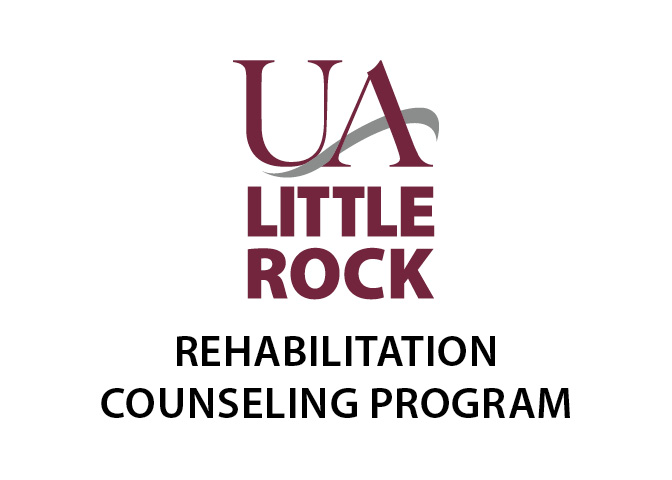 UA
LITTLE
ROCK
REHABILITATION
COUNSELING PROGRAM